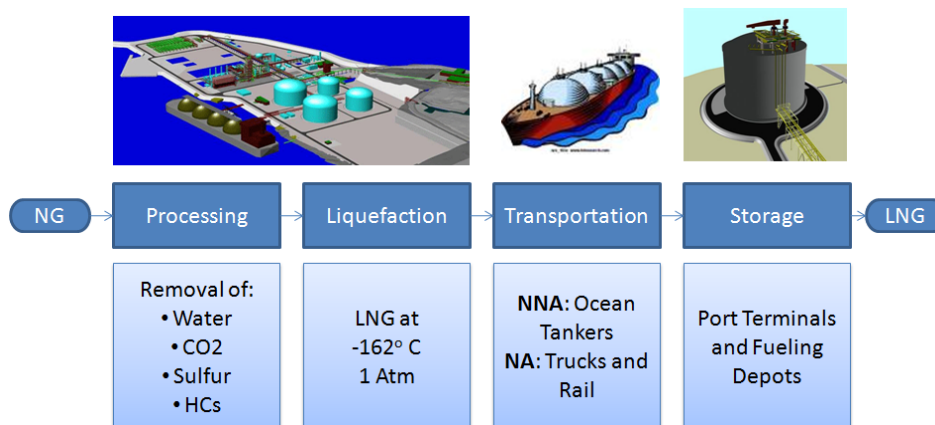 NG
Processing
Liquefaction
Transportation
Storage
LNG
Removal of:
• Water
• CO2
• Sulfur
• HCs
LNG at
-162° C
1 Atm
NNA: Ocean
Tankers
NA: Trucks and
Rail
Port Terminals
and Fueling
Depots